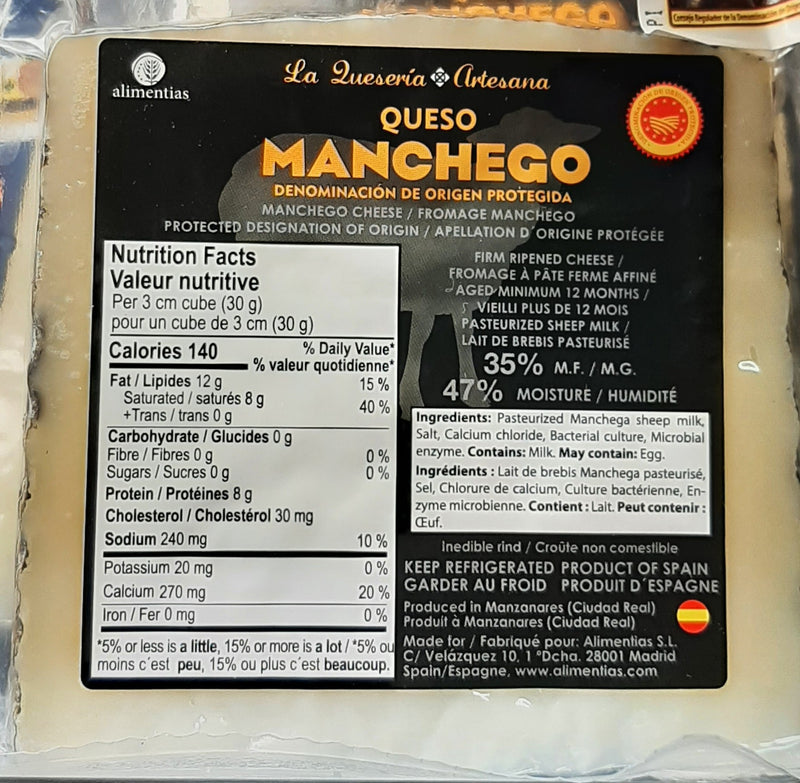 MANCHEGO
Consejo Regulador de la Denominación
alimentias
La Quesería Artesana
QUESO
MANCHEGO
DENOMINACIÓN DE ORIGEN PROTEGIDA
MANCHEGO CHEESE / FROMAGE MANCHEGO
PROTECTED DESIGNATION OF ORIGIN / APELLATION D´ORIGINE PROTÉGÉE
DENOMINACIÓN DE ORIGEN PROTEGIDA
Nutrition Facts
Valeur nutritive
Per 3 cm cube (30 g)
pour un cube de 3 cm (30 g)
Calories 140
% Daily Value*
% valeur quotidienne*
Fat / Lipides 12 g 15 %
Saturated / saturés 8 g
+Trans / trans 0 g 40 %
Carbohydrate / Glucides 0 g
Fibre / Fibres 0 g 0 %
Sugars / Sucres 0 g 0 %
Protein / Protéines 8 g
Cholesterol / Cholestérol 30 mg
Sodium 240 mg 10 %
Potassium 20 mg 0 %
Calcium 270 mg 20 %
Iron / Fer 0 mg 0 %
*5% or less is a little, 15% or more is a lot / *5% ou
moins c´est peu, 15% ou plus c´est beaucoup.
FIRM RIPENED CHEESE /
FROMAGE À PÂTE FERME AFFINÉ
AGED MINIMUM 12 MONTHS /
VIEILLI PLUS DE 12 MOIS
PASTEURIZED SHEEP MILK /
LAIT DE BREBIS PASTEURISÉ
35% M.F. / M.G.
47% MOISTURE / HUMIDITÉ
Ingredients: Pasteurized Manchega sheep milk,
Salt, Calcium chloride, Bacterial culture, Microbial
enzyme. Contains: Milk. May contain: Egg.
Ingrédients : Lait de brebis Manchega pasteurisé,
Sel, Chlorure de calcium, Culture bactérienne, En-
zyme microbienne. Contient : Lait. Peut contenir :
Œuf.
Inedible rind / Croûte non comestible
KEEP REFRIGERATED PRODUCT OF SPAIN
GARDER AU FROID PRODUIT D´ESPAGNE
Produced in Manzanares (Ciudad Real)
Produit à Manzanares (Ciudad Real)
Made for / Fabriqué pour: Alimentias S.L.
C/ Velázquez 10, 1 ºDcha. 28001 Madrid
Spain/Espagne, www.alimentias.com